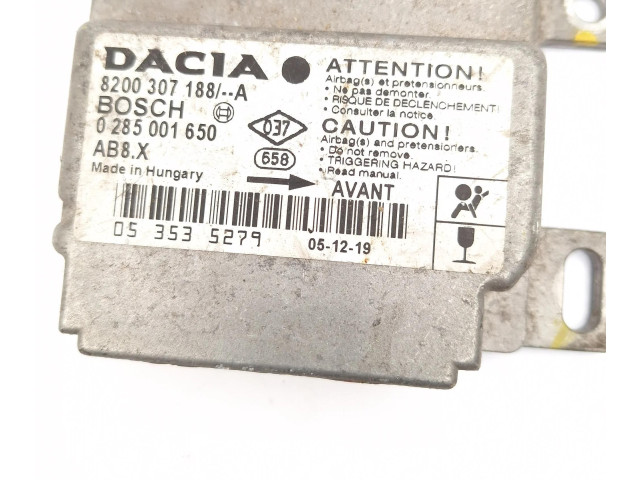 DACIA
8200 307 188/--A
BOSCH
0 285 001 650
AB8.X
Made in Hungary
037
658
ATTENTION!
Airbag(s) et pretensionneurs.
• Ne pas demonter.
• RISQUE DE DECLENCHEMENT!
• Consulter la notice.
CAUTION!
Airbag(s) and pretensioners.
• Do not remove.
• TRIGGERING HAZARD!
• Read manual.
AVANT
05 353 5279
05-12-19